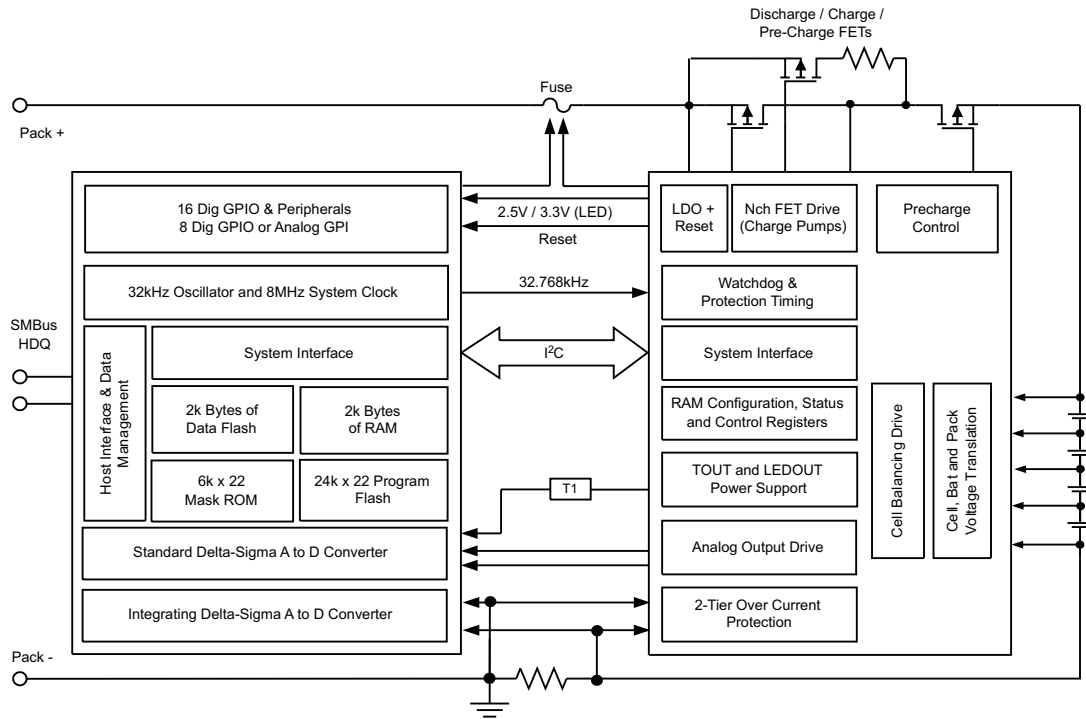 Discharge / Charge /
Pre-Charge FETs
Fuse
Pack +
16 Dig GPIO & Peripherals
8 Dig GPIO or Analog GPI
2.5V / 3.3V (LED)
Reset
LDO +
Reset
Nch FET Drive
(Charge Pumps)
Precharge
Control
32kHz Oscillator and 8MHz System Clock
32.768kHz
Watchdog &
Protection Timing
SMBus
HDQ
Host Interface & Data
Management
System Interface
I²C
System Interface
2k Bytes of
Data Flash
2k Bytes
of RAM
RAM Configuration, Status
and Control Registers
6k x 22
Mask ROM
24k x 22 Program
Flash
T1
TOUT and LEDOUT
Power Support
Cell Balancing Drive
Cell, Bat and Pack
Voltage Translation
Standard Delta-Sigma A to D Converter
Analog Output Drive
Integrating Delta-Sigma A to D Converter
2-Tier Over Current
Protection
Pack -